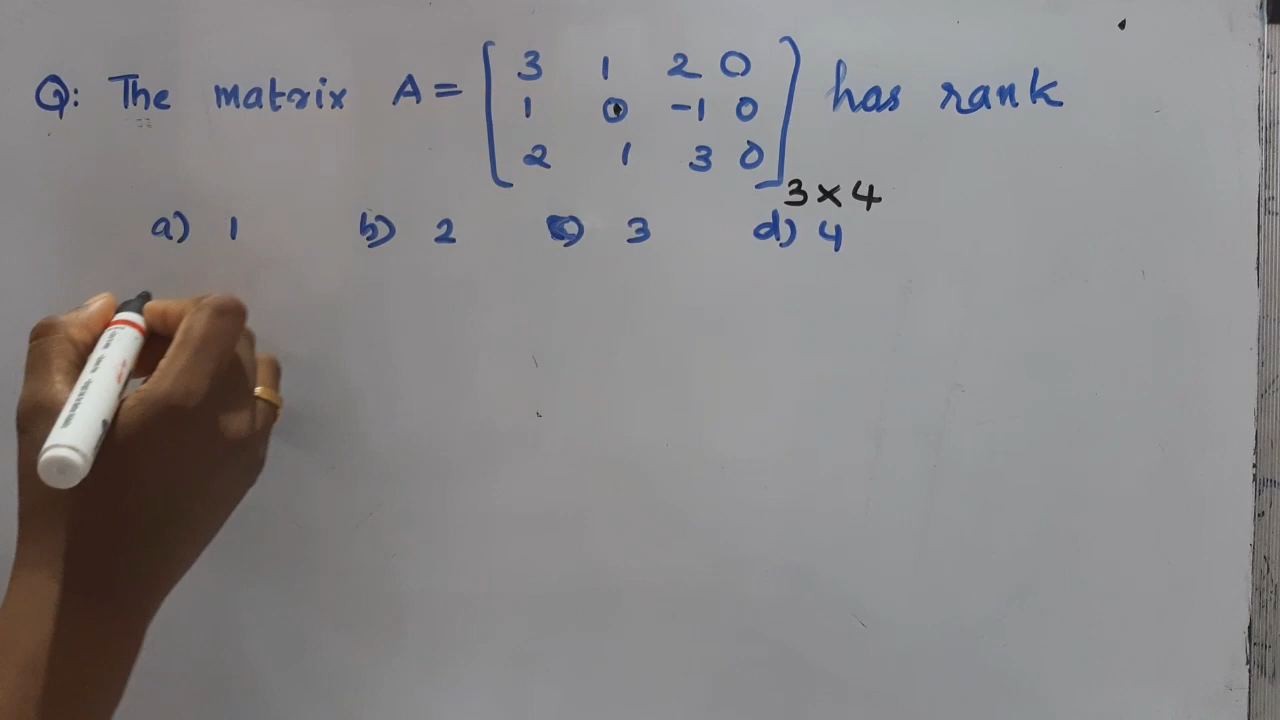 Q: The matrix A = [ 3 1 2 0 ] has rank
1 0 -1 0
2 1 3 0
3 × 4
a) 1 b) 2 c) 3 d) 4